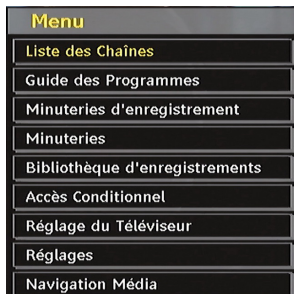 Menu
Liste des Chaînes
Guide des Programmes
Minuteries d'enregistrement
Minuteries
Bibliothèque d'enregistrements
Accès Conditionnel
Réglage du Téléviseur
Réglages
Navigation Média